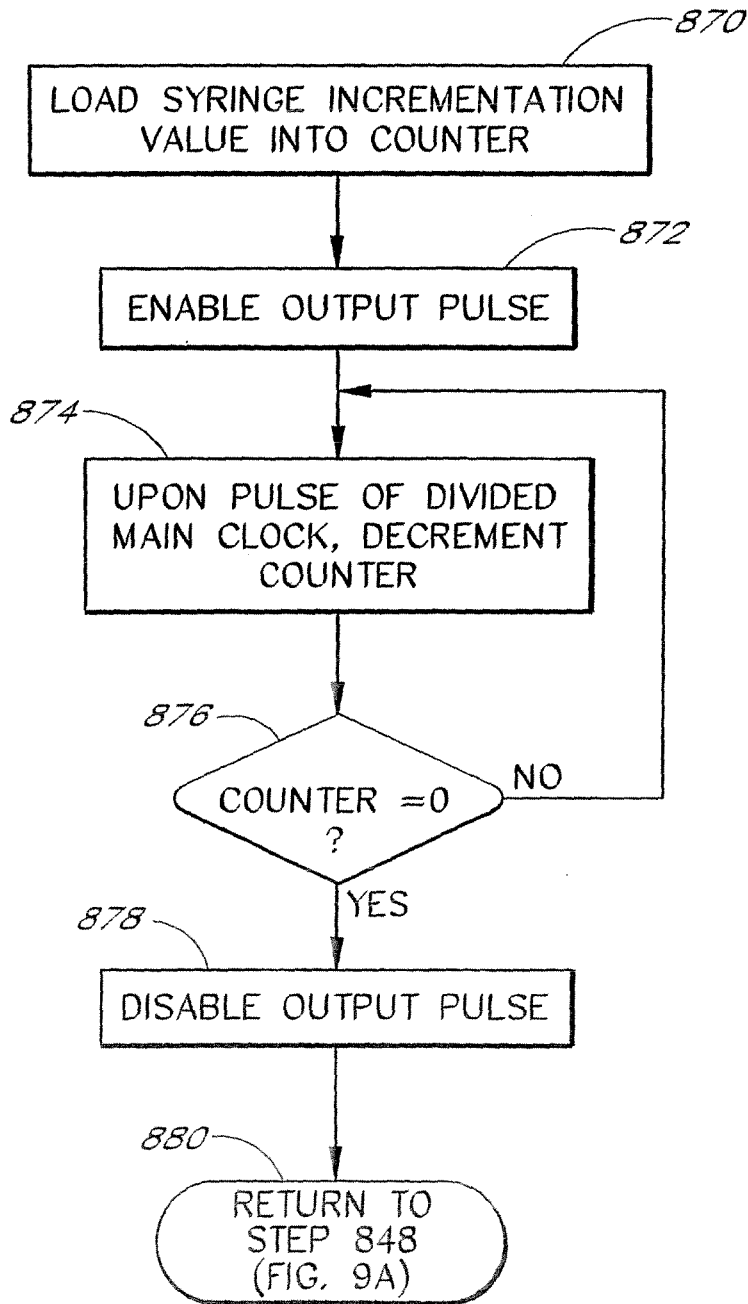 870
LOAD SYRINGE INCREMENTATION
VALUE INTO COUNTER
872
ENABLE OUTPUT PULSE
874
UPON PULSE OF DIVIDED
MAIN CLOCK, DECREMENT
COUNTER
876
COUNTER =0
?
NO
YES
878
DISABLE OUTPUT PULSE
880
RETURN TO
STEP 848
(FIG. 9A)